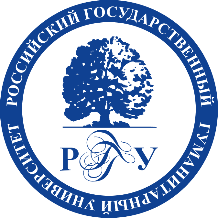 РОССИЙСКИЙ ГОСУДАРСТВЕННЫЙ ГУМАНИТАРНЫЙ УНИВЕРСИТЕТ
РГГУ